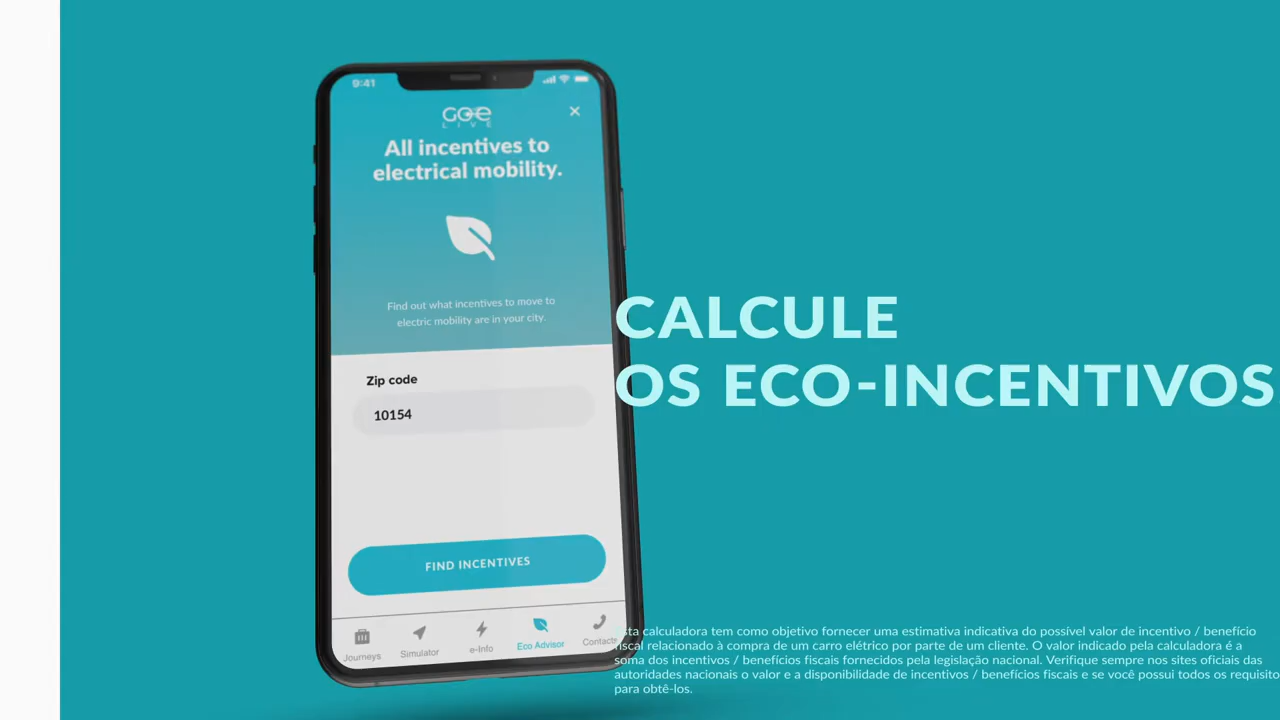 9:41
GOe
LIVE
All incentives to
electrical mobility.
Find out what incentives to move to
electric mobility are in your city.
Zip code
10154
FIND INCENTIVES
Journeys
Simulator
e-Info
Eco Advisor
Contacts
CALCULE
OS ECO-INCENTIVOS
Esta calculadora tem como objetivo fornecer uma estimativa indicativa do possível valor de incentivo / benefício
fiscal relacionado à compra de um carro elétrico por parte de um cliente. O valor indicado pela calculadora é a
soma dos incentivos / benefícios fiscais fornecidos pela legislação nacional. Verifique sempre nos sites oficiais das
autoridades nacionais o valor e a disponibilidade de incentivos / benefícios fiscais e se você possui todos os requisito
para obtê-los.